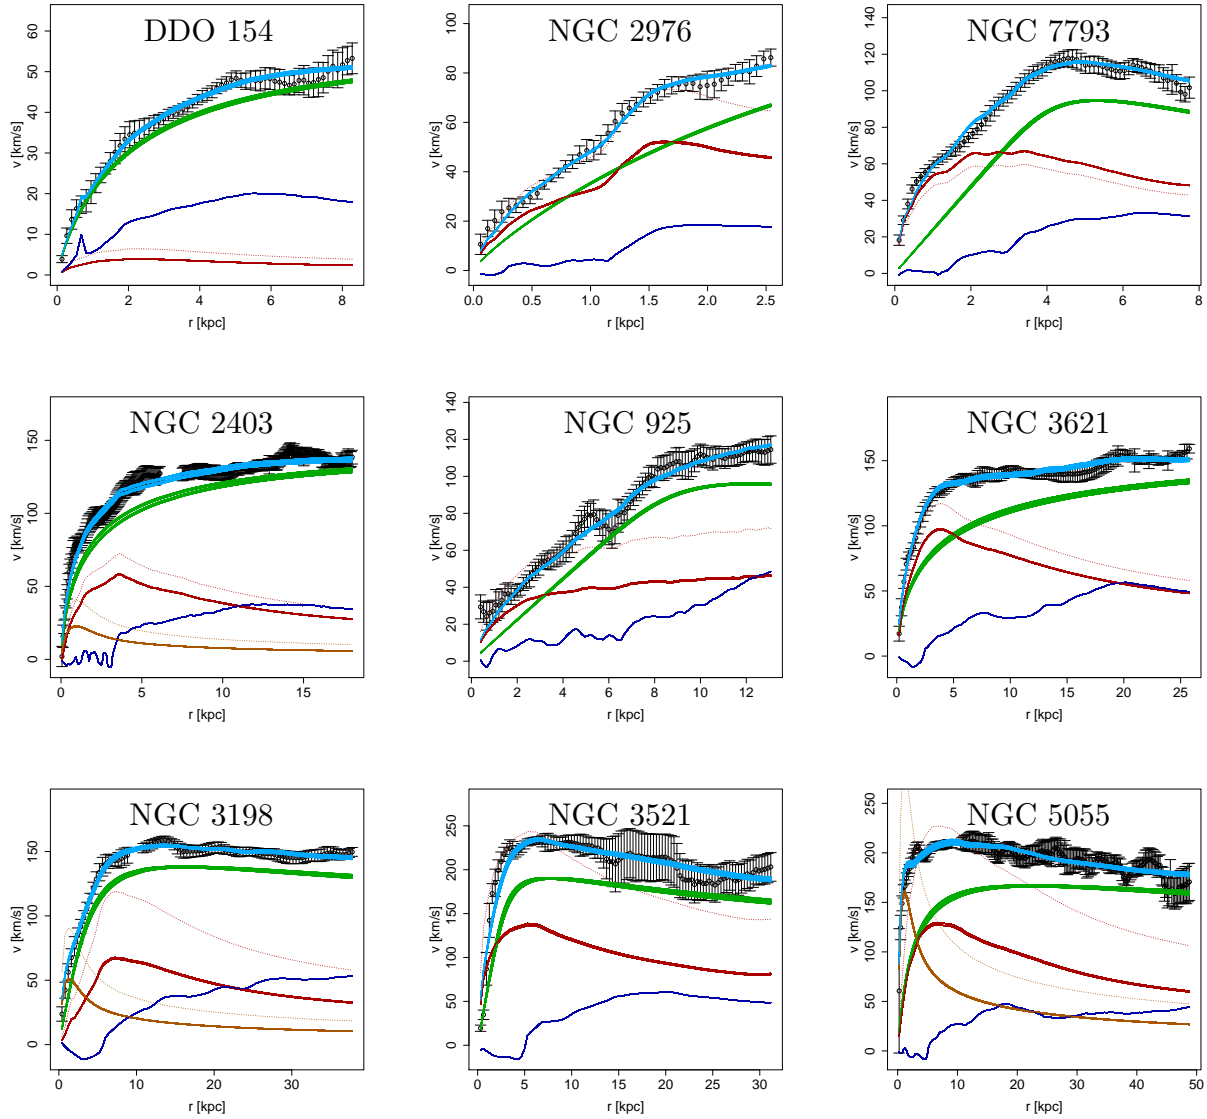 DDO 154
v [km/s]
0 10 20 30 40 50 60
0 2 4 6 8
r [kpc]
NGC 2976
v [km/s]
0 20 40 60 80 100
0.0 0.5 1.0 1.5 2.0 2.5
r [kpc]
NGC 7793
v [km/s]
0 20 40 60 80 100 120 140
0 2 4 6 8
r [kpc]
NGC 2403
v [km/s]
0 50 100 150
0 5 10 15
r [kpc]
NGC 925
v [km/s]
0 20 40 60 80 100 120 140
2 4 6 8 10 12
r [kpc]
NGC 3621
v [km/s]
0 50 100 150
0 5 10 15 20 25
r [kpc]
NGC 3198
v [km/s]
0 50 100 150
0 10 20 30
r [kpc]
NGC 3521
v [km/s]
0 50 100 150 200 250
0 5 10 15 20 25 30
r [kpc]
NGC 5055
v [km/s]
0 50 100 150 200 250
0 10 20 30 40 50
r [kpc]